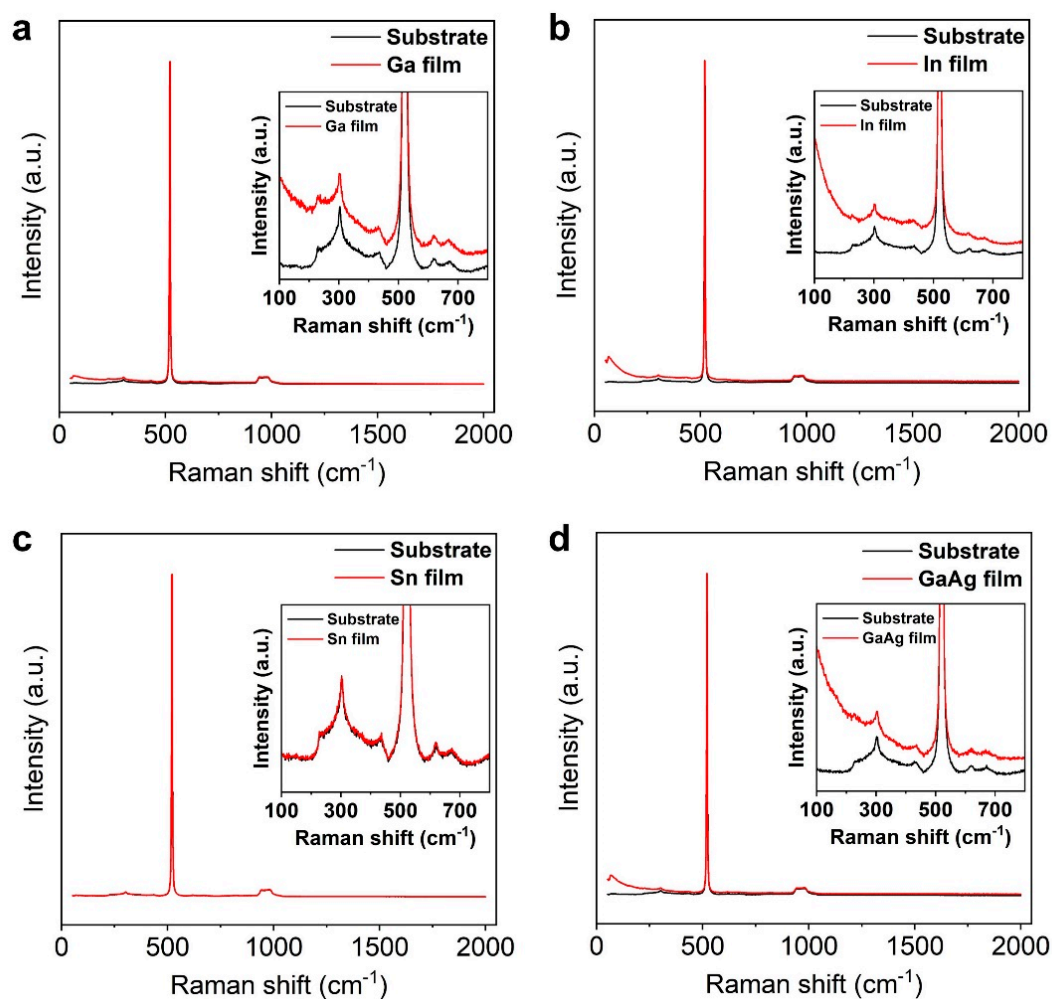 a
Substrate
Ga film
Intensity (a.u.)
Substrate
Ga film
Intensity (a.u.)
100 300 500 700
Raman shift (cm⁻¹)
0 500 1000 1500 2000
Raman shift (cm⁻¹)
b
Substrate
In film
Intensity (a.u.)
Substrate
In film
Intensity (a.u.)
100 300 500 700
Raman shift (cm⁻¹)
0 500 1000 1500 2000
Raman shift (cm⁻¹)
c
Substrate
Sn film
Intensity (a.u.)
Substrate
Sn film
Intensity (a.u.)
100 300 500 700
Raman shift (cm⁻¹)
0 500 1000 1500 2000
Raman shift (cm⁻¹)
d
Substrate
GaAg film
Intensity (a.u.)
Substrate
GaAg film
Intensity (a.u.)
100 300 500 700
Raman shift (cm⁻¹)
0 500 1000 1500 2000
Raman shift (cm⁻¹)